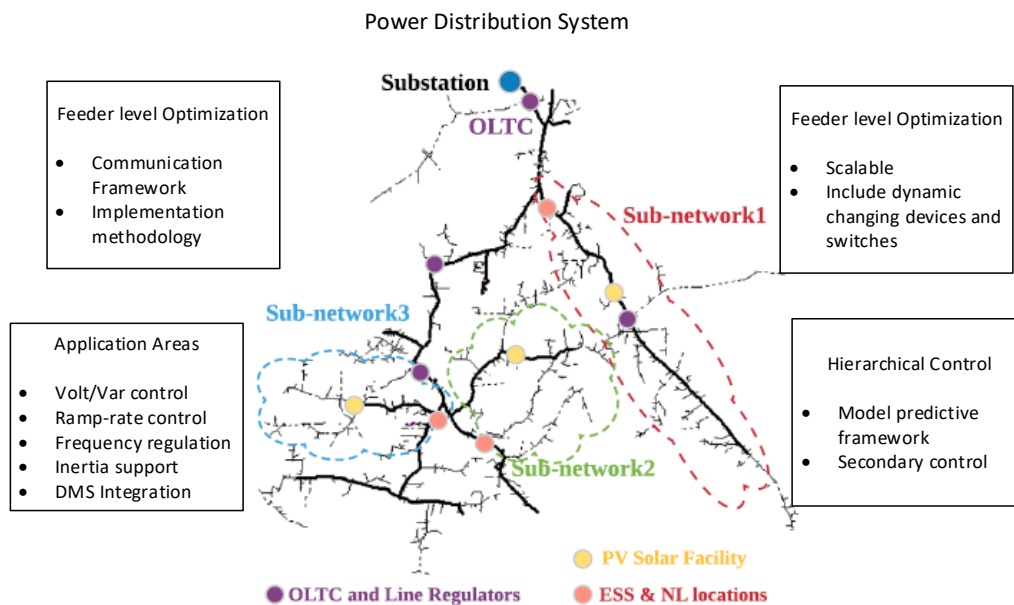 Power Distribution System
Substation
OLTC
Feeder level Optimization
• Communication
Framework
• Implementation
methodology
Feeder level Optimization
• Scalable
• Include dynamic
changing devices and
switches
Sub-network1
Sub-network3
Sub-network2
Application Areas
• Volt/Var control
• Ramp-rate control
• Frequency regulation
• Inertia support
• DMS Integration
Hierarchical Control
• Model predictive
framework
• Secondary control
PV Solar Facility
OLTC and Line Regulators
ESS & NL locations